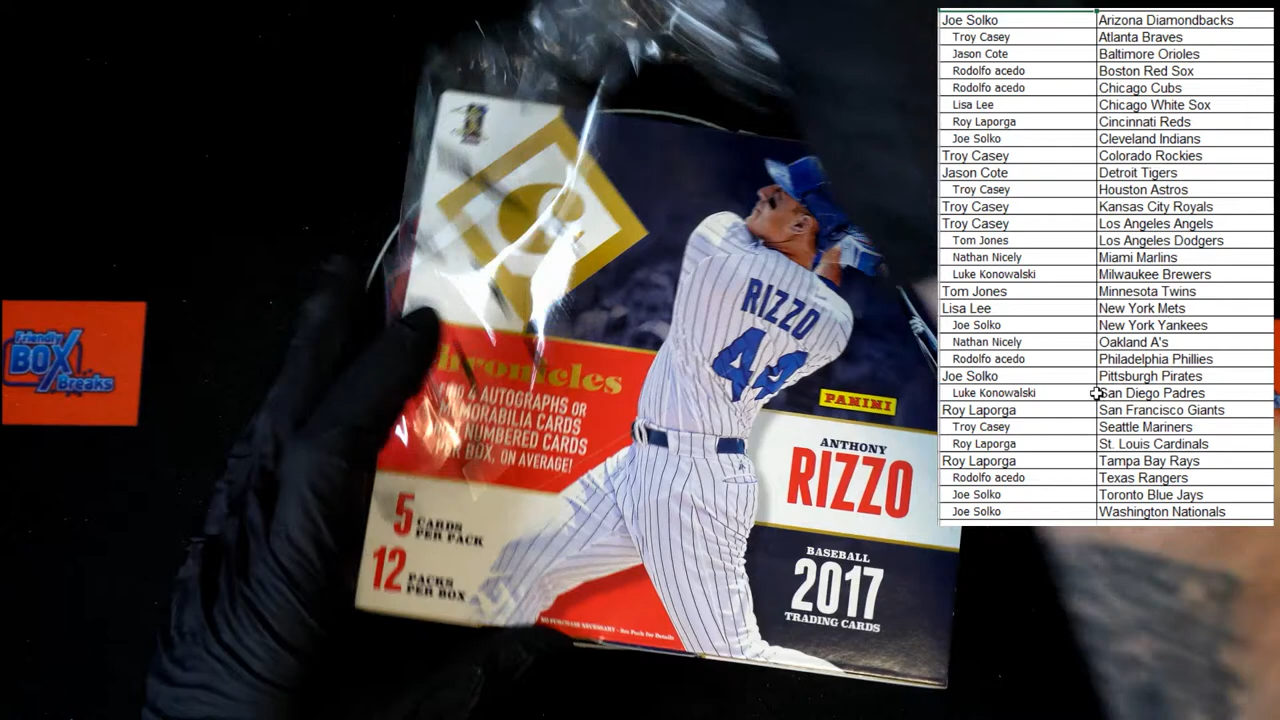 Friendly
BOX
Breaks
Chronicles
4 AUTOGRAPHS OR
MEMORABILIA CARDS
NUMBERED CARDS
PER BOX, ON AVERAGE!
5 CARDS
PER PACK
12 PACKS
PER BOX
NO PURCHASE NECESSARY - See Pack for Details
RIZZO
44
PANINI
ANTHONY
RIZZO
BASEBALL
2017
TRADING CARDS
Joe Solko Arizona Diamondbacks
Troy Casey Atlanta Braves
Jason Cote Baltimore Orioles
Rodolfo acedo Boston Red Sox
Rodolfo acedo Chicago Cubs
Lisa Lee Chicago White Sox
Roy Laporga Cincinnati Reds
Joe Solko Cleveland Indians
Troy Casey Colorado Rockies
Jason Cote Detroit Tigers
Troy Casey Houston Astros
Troy Casey Kansas City Royals
Troy Casey Los Angeles Angels
Tom Jones Los Angeles Dodgers
Nathan Nicely Miami Marlins
Luke Konowalski Milwaukee Brewers
Tom Jones Minnesota Twins
Lisa Lee New York Mets
Joe Solko New York Yankees
Nathan Nicely Oakland A's
Rodolfo acedo Philadelphia Phillies
Joe Solko Pittsburgh Pirates
Luke Konowalski San Diego Padres
Roy Laporga San Francisco Giants
Troy Casey Seattle Mariners
Roy Laporga St. Louis Cardinals
Roy Laporga Tampa Bay Rays
Rodolfo acedo Texas Rangers
Joe Solko Toronto Blue Jays
Joe Solko Washington Nationals